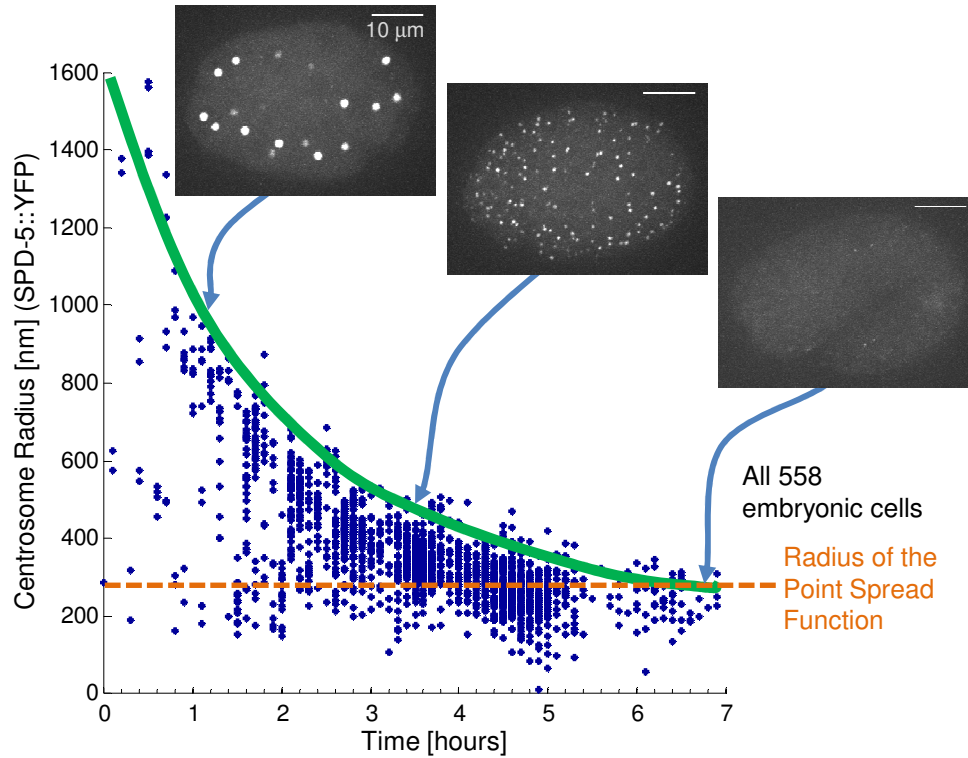 10 μm
1600
1400
1200
1000
800
600
400
200
0
Centrosome Radius [nm] (SPD-5::YFP)
All 558
embryonic cells
Radius of the
Point Spread
Function
0 1 2 3 4 5 6 7
Time [hours]